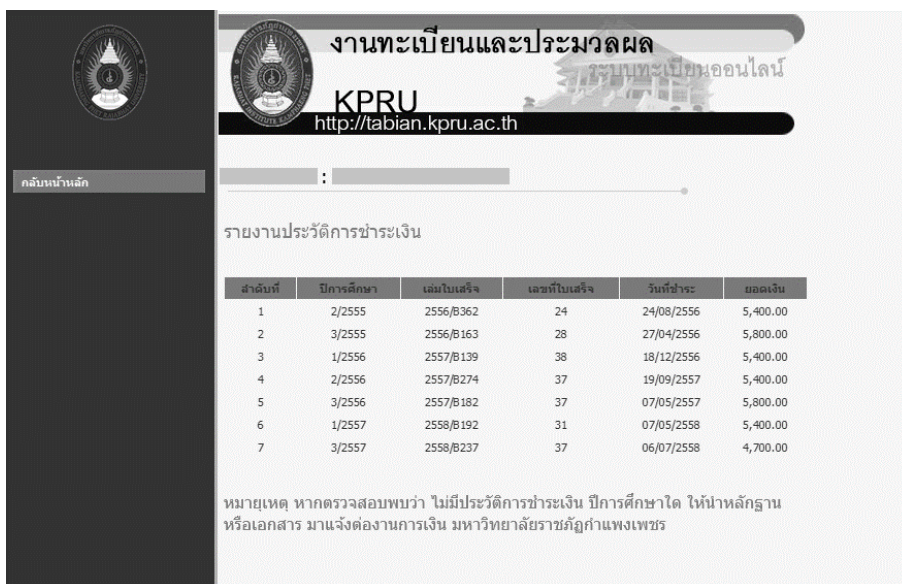 งานทะเบียนและประมวลผล
ระบบทะเบียนออนไลน์
KPRU
http://tabian.kpru.ac.th
กลับหน้าหลัก
:
รายงานประวัติการชำระเงิน
ลำดับที่ ปีการศึกษา เล่มใบเสร็จ เลขที่ใบเสร็จ วันที่ชำระ ยอดเงิน
1 2/2555 2556/B362 24 24/08/2556 5,400.00
2 3/2555 2556/B163 28 27/04/2556 5,800.00
3 1/2556 2557/B139 38 18/12/2556 5,400.00
4 2/2556 2557/B274 37 19/09/2557 5,400.00
5 3/2556 2557/B182 37 07/05/2557 5,800.00
6 1/2557 2558/B192 31 07/05/2558 5,400.00
7 3/2557 2558/B237 37 06/07/2558 4,700.00
หมายเหตุ หากตรวจสอบพบว่า ไม่มีประวัติการชำระเงิน ปีการศึกษาใด ให้นำหลักฐาน
หรือเอกสาร มาแจ้งต่องานการเงิน มหาวิทยาลัยราชภัฏกำแพงเพชร